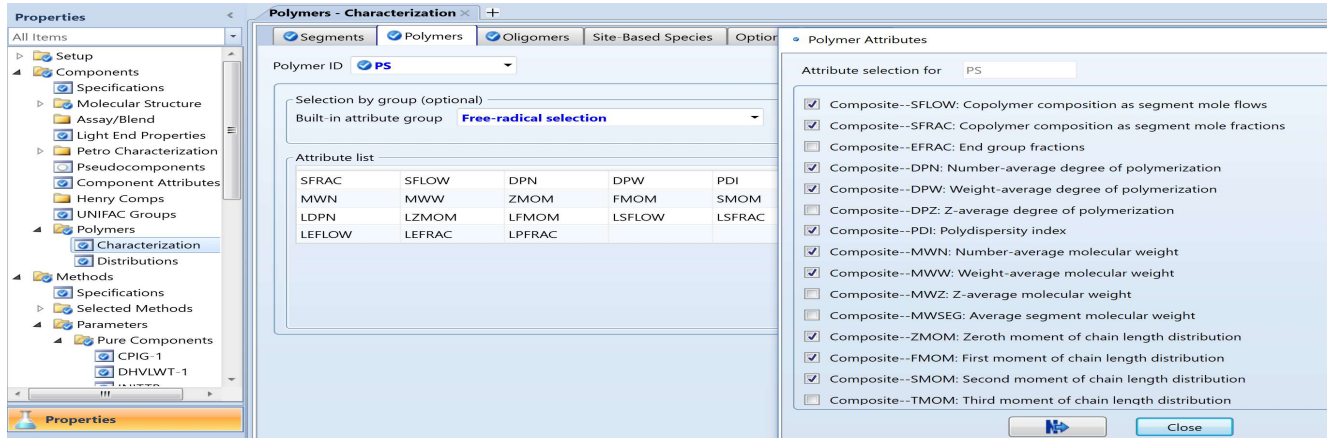 Properties
All Items
Setup
Components
Specifications
Molecular Structure
Assay/Blend
Light End Properties
Petro Characterization
Pseudocomponents
Component Attributes
Henry Comps
UNIFAC Groups
Polymers
Characterization
Distributions
Methods
Specifications
Selected Methods
Parameters
Pure Components
CPIG-1
DHVLWT-1
Properties
Polymers - Characterization × +
Segments Polymers Oligomers Site-Based Species Option
Polymer ID PS
Selection by group (optional)
Built-in attribute group Free-radical selection
Attribute list
SFRAC SFLOW DPN DPW PDI
MWN MWW ZMOM FMOM SMOM
LDPN LZMOM LFMOM LSFLOW LSFRAC
LEFLOW LEFRAC LPFRAC
Polymer Attributes
Attribute selection for PS
Composite--SFLOW: Copolymer composition as segment mole flows
Composite--SFRAC: Copolymer composition as segment mole fractions
Composite--EFRAC: End group fractions
Composite--DPN: Number-average degree of polymerization
Composite--DPW: Weight-average degree of polymerization
Composite--DPZ: Z-average degree of polymerization
Composite--PDI: Polydispersity index
Composite--MWN: Number-average molecular weight
Composite--MWW: Weight-average molecular weight
Composite--MWZ: Z-average molecular weight
Composite--MWSEG: Average segment molecular weight
Composite--ZMOM: Zeroth moment of chain length distribution
Composite--FMOM: First moment of chain length distribution
Composite--SMOM: Second moment of chain length distribution
Composite--TMOM: Third moment of chain length distribution
N Close